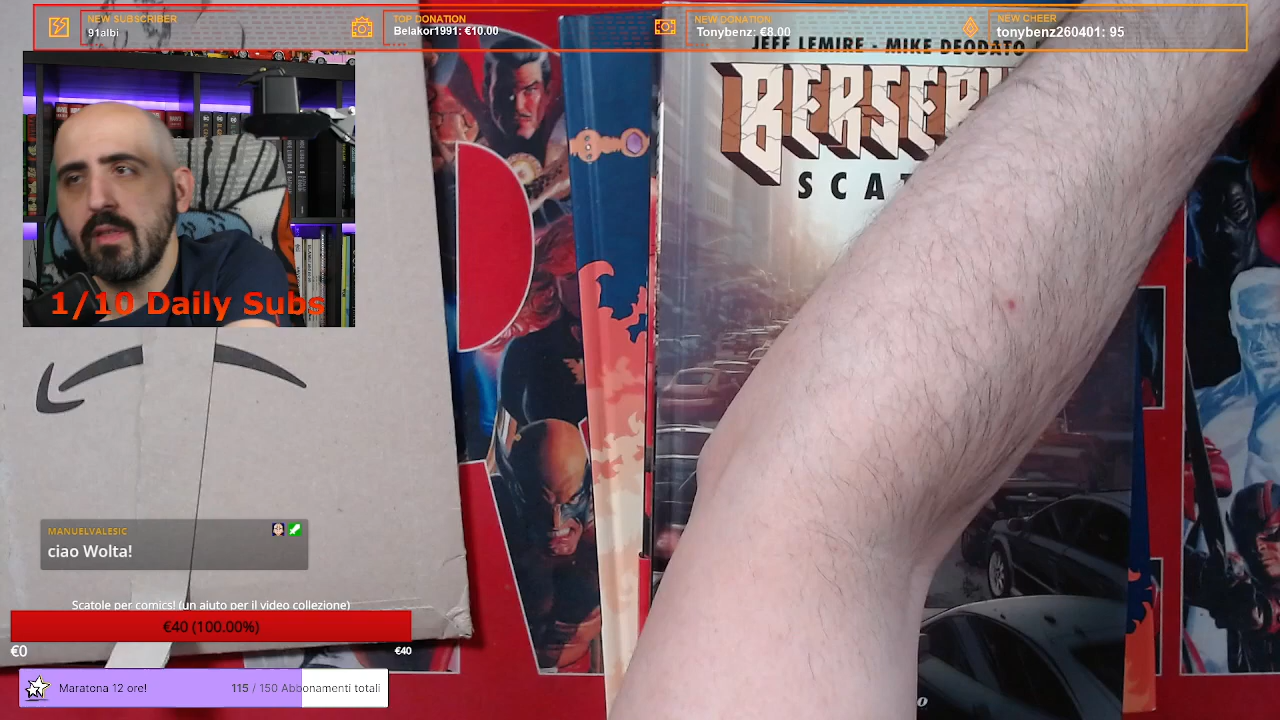 NEW SUBSCRIBER
91albi
TOP DONATION
Belakor1991: €10.00
NEW DONATION
Tonybenz: €8.00
NEW CHEER
tonybenz260401: 95
JEFF LEMIRE - MIKE DEODATO
BERSER
SCAT
1/10 Daily Subs
MANUELVALESIC
ciao Wolta!
Scatole per comics! (un aiuto per il video collezione)
€40 (100.00%)
€0
€40
Maratona 12 ore!
115 / 150 Abbonamenti totali